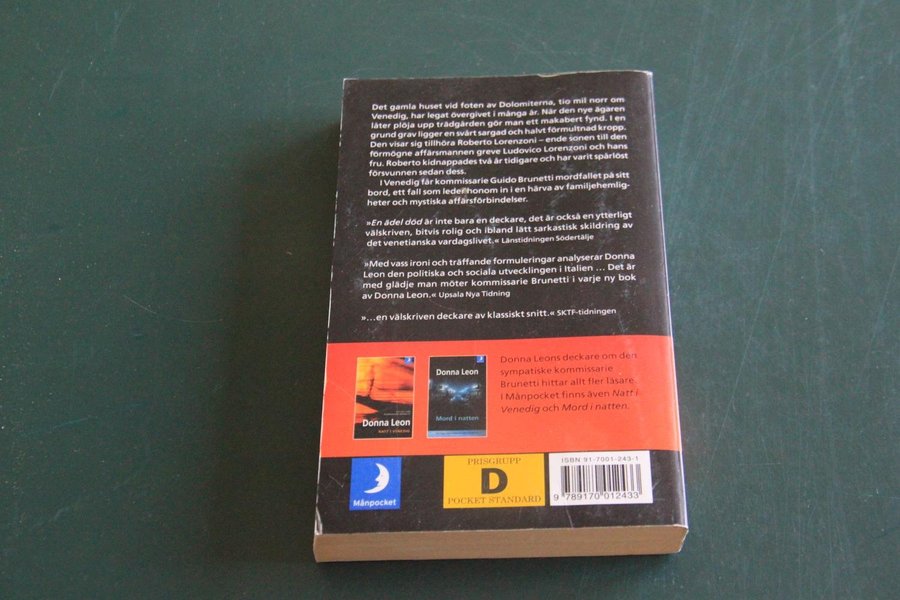 Det gamla huset vid foten av Dolomiterna, tio mil norr om
Venedig, har legat övergivet i många år. När den nye ägaren
låter plöja upp trädgården gör man ett makabert fynd. I en
grund grav ligger en svårt sargad och halvt förmultnad kropp.
Den visar sig tillhöra Roberto Lorenzoni – ende sonen till den
förmögne affärsmannen greve Ludovico Lorenzoni och hans
fru. Roberto kidnappades två år tidigare och har varit spårlöst
försvunnen sedan dess.
I Venedig får kommissarie Guido Brunetti mordfallet på sitt
bord, ett fall som leder honom in i en härva av familjehemlig-
heter och mystiska affärsförbindelser.
»En ädel död är inte bara en deckare, det är också en ytterligt
välskriven, bitvis rolig och ibland lätt sarkastisk skildring av
det venetianska vardagslivet.« Länstidningen Södertälje
»Med vass ironi och träffande formuleringar analyserar Donna
Leon den politiska och sociala utvecklingen i Italien ... Det är
med glädje man möter kommissarie Brunetti i varje ny bok
av Donna Leon.« Upsala Nya Tidning
»...en välskriven deckare av klassiskt snitt.« SKTF-tidningen
Donna Leon
NATT I VENEDIG
Donna Leon
Mord i natten
Donna Leons deckare om den
sympatiske kommissarie
Brunetti hittar allt fler läsare.
I Månpocket finns även Natt i
Venedig och Mord i natten.
Månpocket
PRISGRUPP
D
POCKET STANDARD
ISBN 91-7001-243-1
9 789170 012433